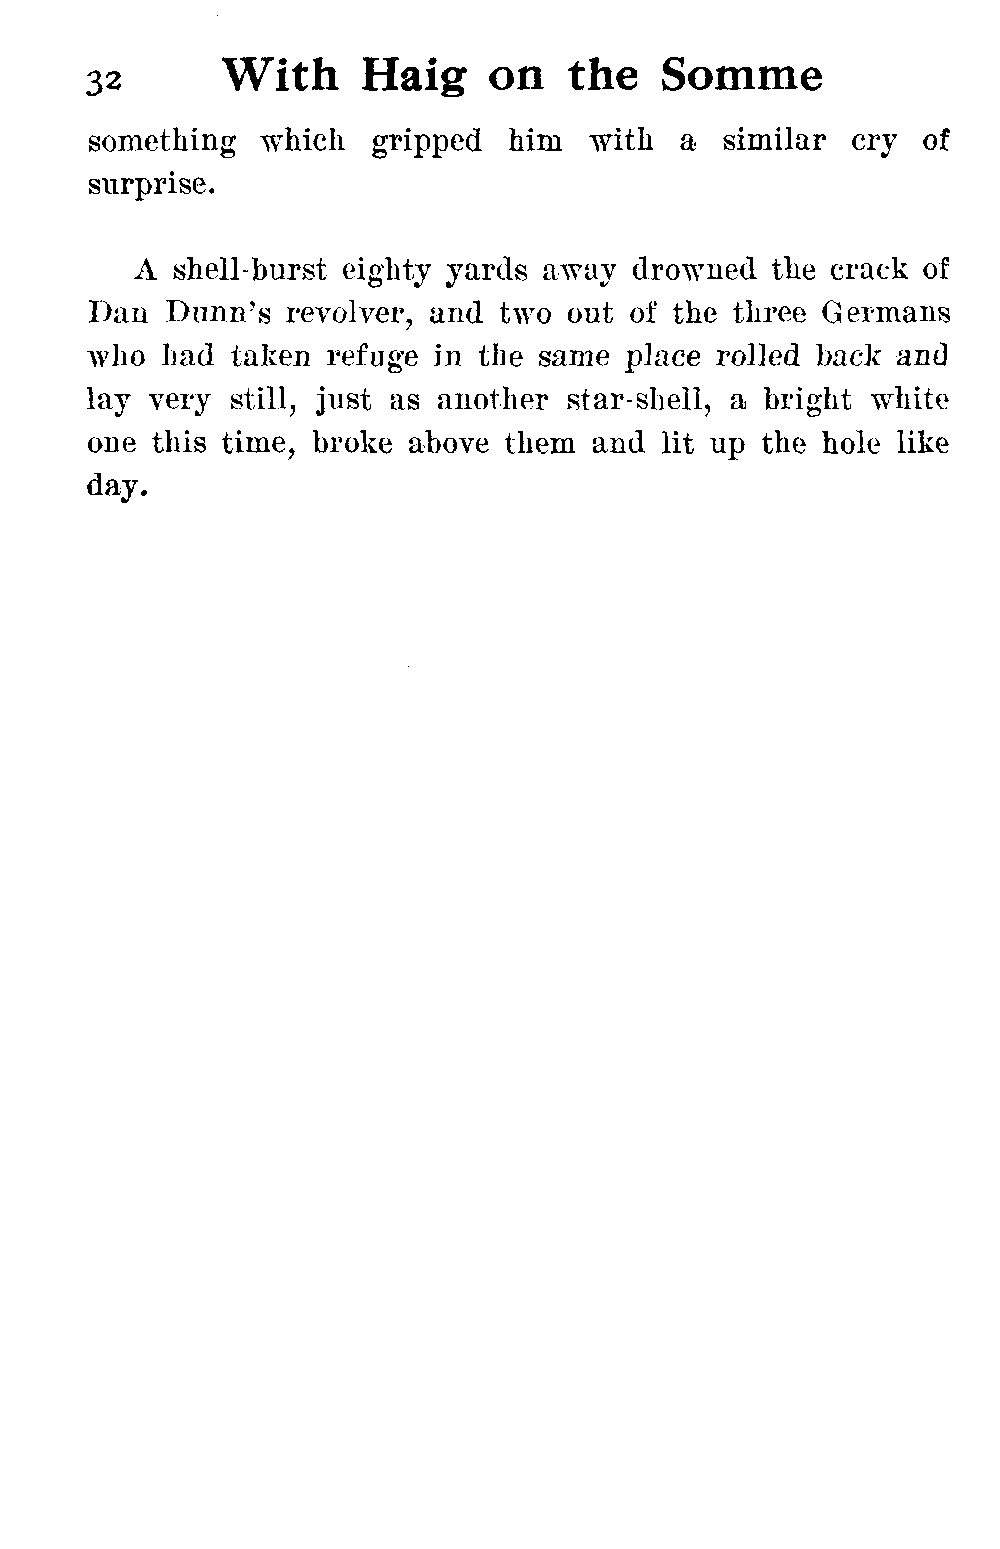 32 With Haig on the Somme
something which gripped him with a similar cry of
surprise.
A shell-burst eighty yards away drowned the crack of
Dan Dunn's revolver, and two out of the three Germans
who had taken refuge in the same place rolled back and
lay very still, just as another star-shell, a bright white
one this time, broke above them and lit up the hole like
day.